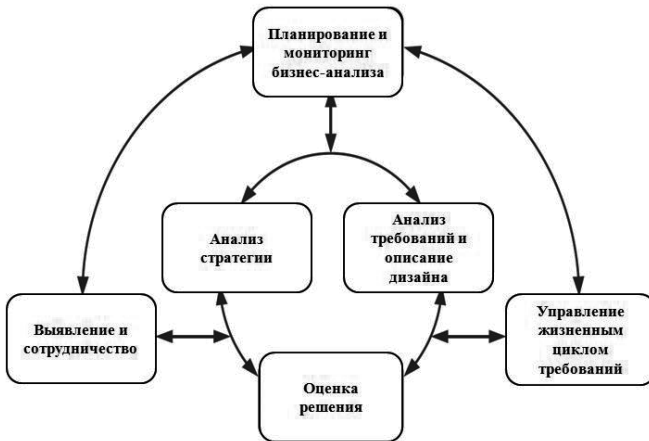 Планирование и
мониторинг
бизнес-анализа
Анализ
стратегии
Анализ
требований и
описание
дизайна
Выявление и
сотрудничество
Управление
жизненным
циклом
требований
Оценка
решения